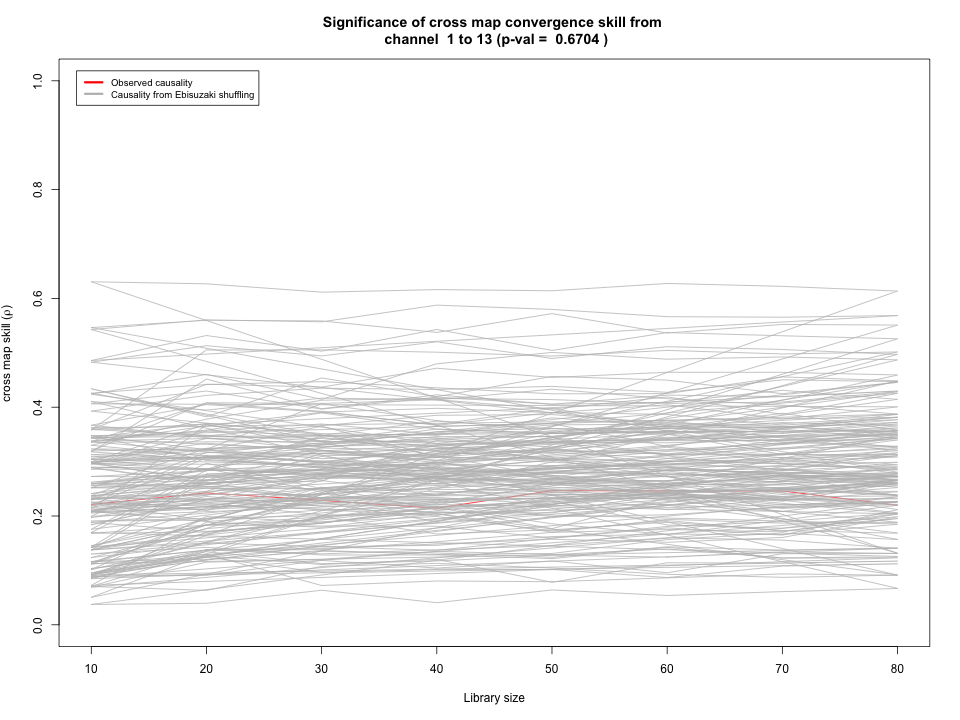 Significance of cross map convergence skill from
channel  1 to 13 (p-val =  0.6704 )
Observed causality
Causality from Ebisuzaki shuffling
1.0
0.8
0.6
0.4
0.2
0.0
cross map skill (ρ)
10 20 30 40 50 60 70 80
Library size